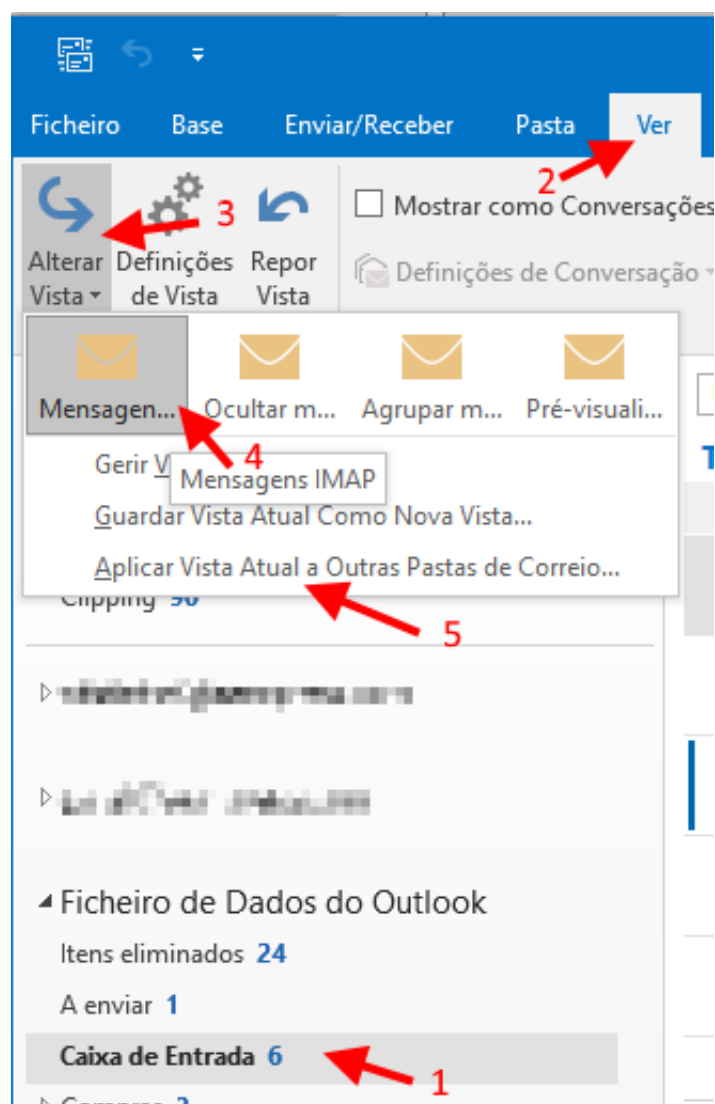 Ficheiro Base Enviar/Receber Pasta Ver
2
3
Mostrar como Conversações
Alterar Vista
Definições de Vista
Repor Vista
Definições de Conversação
Mensagen... Ocultar m... Agrupar m... Pré-visuali...
4
Gerir V
Mensagens IMAP
Guardar Vista Atual Como Nova Vista...
Aplicar Vista Atual a Outras Pastas de Correio...
Clipping 90
5
Ficheiro de Dados do Outlook
Itens eliminados 24
A enviar 1
Caixa de Entrada 6
1
Compras